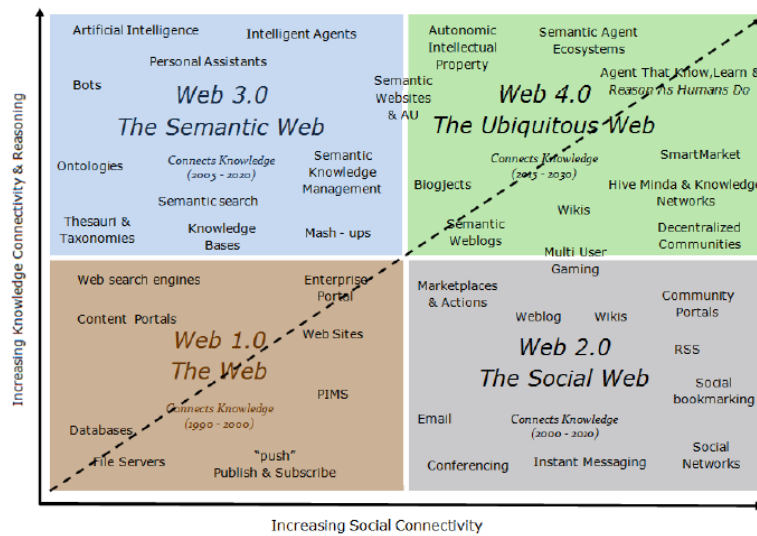 Increasing Knowledge Connectivity & Reasoning
Artificial Intelligence
Intelligent Agents
Personal Assistants
Bots
Web 3.0
The Semantic Web
Semantic
Websites
& AU
Ontologies
Connects Knowledge
(2005 - 2020)
Semantic
Knowledge
Management
Semantic search
Thesauri &
Taxonomies
Knowledge
Bases
Mash - ups
Autonomic
Intellectual
Property
Semantic Agent
Ecosystems
Agent That Know,Learn &
Reason As Humans Do
Web 4.0
The Ubiquitous Web
Connects Knowledge
(2015 - 2030)
SmartMarket
Blogjects
Hive Minda & Knowledge
Networks
Wikis
Semantic
Weblogs
Decentralized
Communities
Multi User
Gaming
Web search engines
Enterprise
Portal
Content Portals
Web Sites
Web 1.0
The Web
PIMS
Connects Knowledge
(1990 - 2000)
Databases
File Servers
"push"
Publish & Subscribe
Marketplaces
& Actions
Community
Portals
Weblog
Wikis
Web 2.0
The Social Web
RSS
Social
bookmarking
Email
Connects Knowledge
(2000 - 2010)
Conferencing
Instant Messaging
Social
Networks
Increasing Social Connectivity